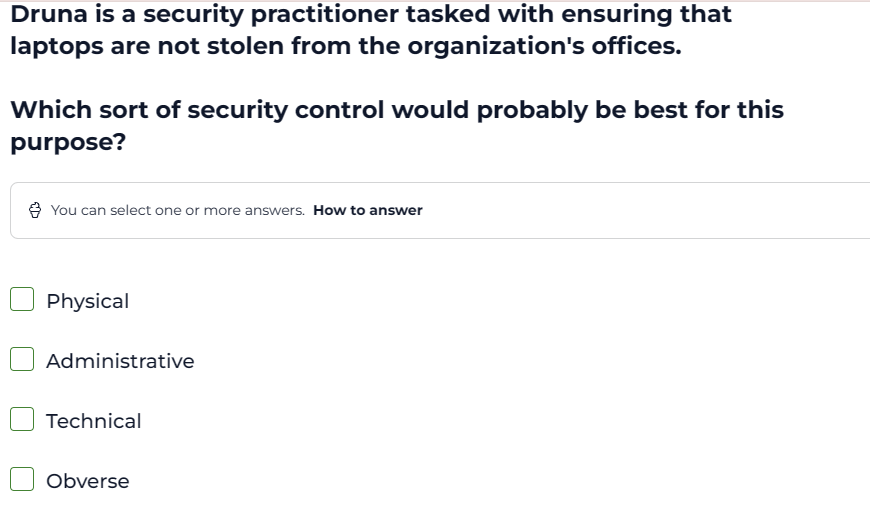 Druna is a security practitioner tasked with ensuring that
laptops are not stolen from the organization's offices.
Which sort of security control would probably be best for this
purpose?
You can select one or more answers. How to answer
Physical
Administrative
Technical
Obverse